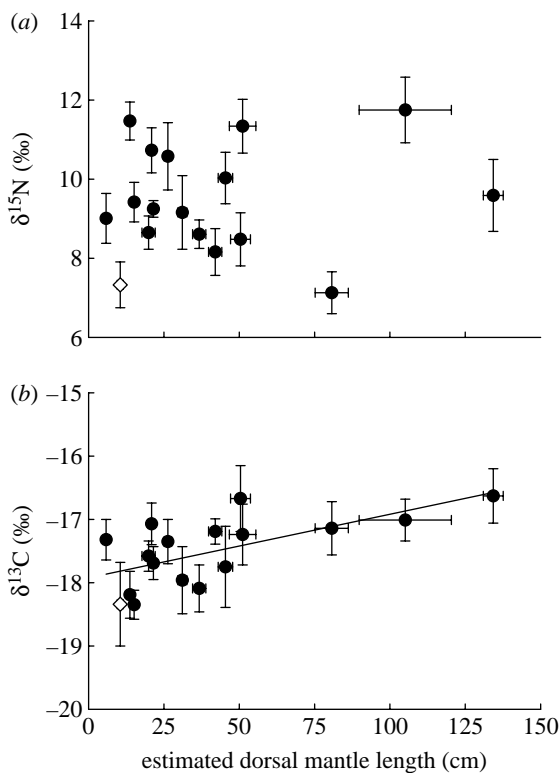 (a)
14
12
10
8
6
δ15N (‰)
(b)
–15
–16
–17
–18
–19
–20
δ13C (‰)
0 25 50 75 100 125 150
estimated dorsal mantle length (cm)